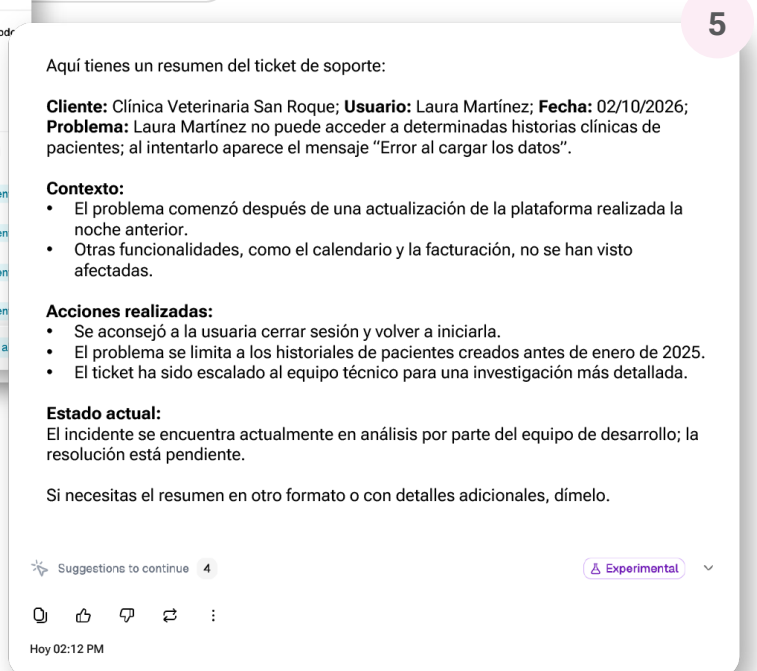 5
Aquí tienes un resumen del ticket de soporte:
Cliente: Clínica Veterinaria San Roque; Usuario: Laura Martínez; Fecha: 02/10/2026;
Problema: Laura Martínez no puede acceder a determinadas historias clínicas de
pacientes; al intentarlo aparece el mensaje “Error al cargar los datos”.
Contexto:
• El problema comenzó después de una actualización de la plataforma realizada la
noche anterior.
• Otras funcionalidades, como el calendario y la facturación, no se han visto
afectadas.
Acciones realizadas:
• Se aconsejó a la usuaria cerrar sesión y volver a iniciarla.
• El problema se limita a los historiales de pacientes creados antes de enero de 2025.
• El ticket ha sido escalado al equipo técnico para una investigación más detallada.
Estado actual:
El incidente se encuentra actualmente en análisis por parte del equipo de desarrollo; la
resolución está pendiente.
Si necesitas el resumen en otro formato o con detalles adicionales, dímelo.
Suggestions to continue 4
Experimental
Hoy 02:12 PM